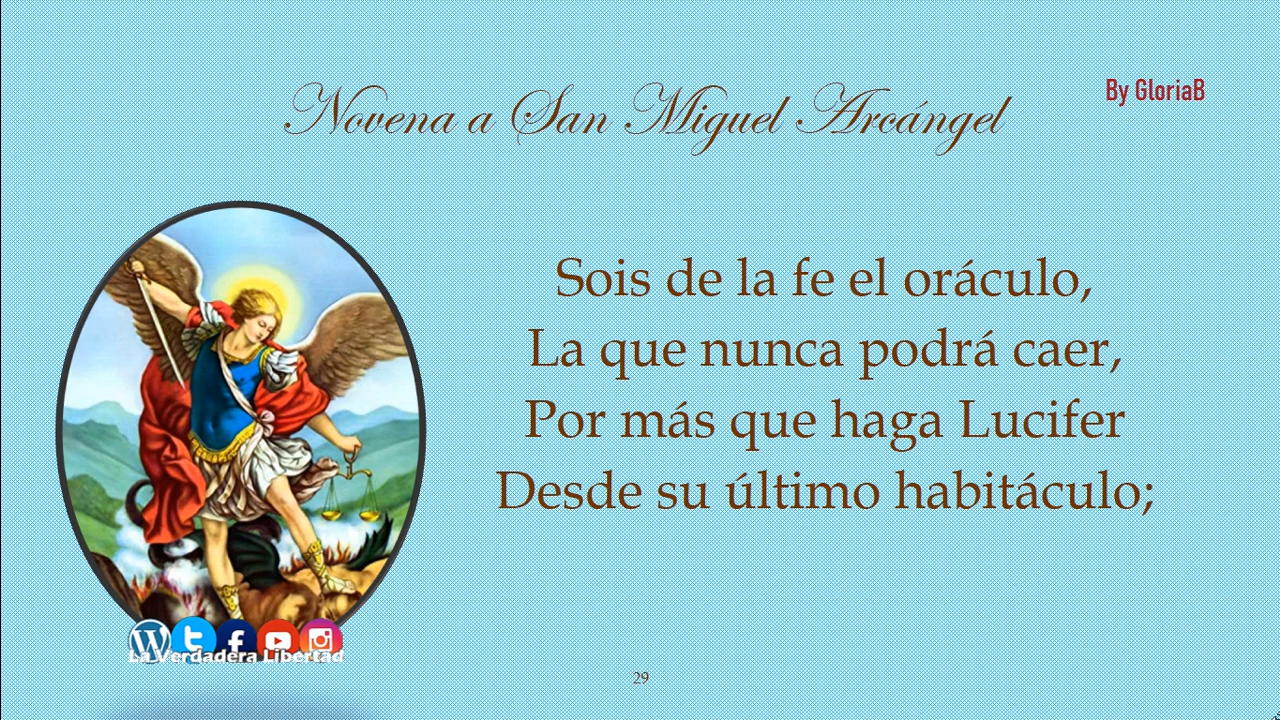 Novena a San Miguel Arcángel
By GloriaB
Sois de la fe el oráculo,
La que nunca podrá caer,
Por más que haga Lucifer
Desde su último habitáculo;
La Verdadera Libertad
29